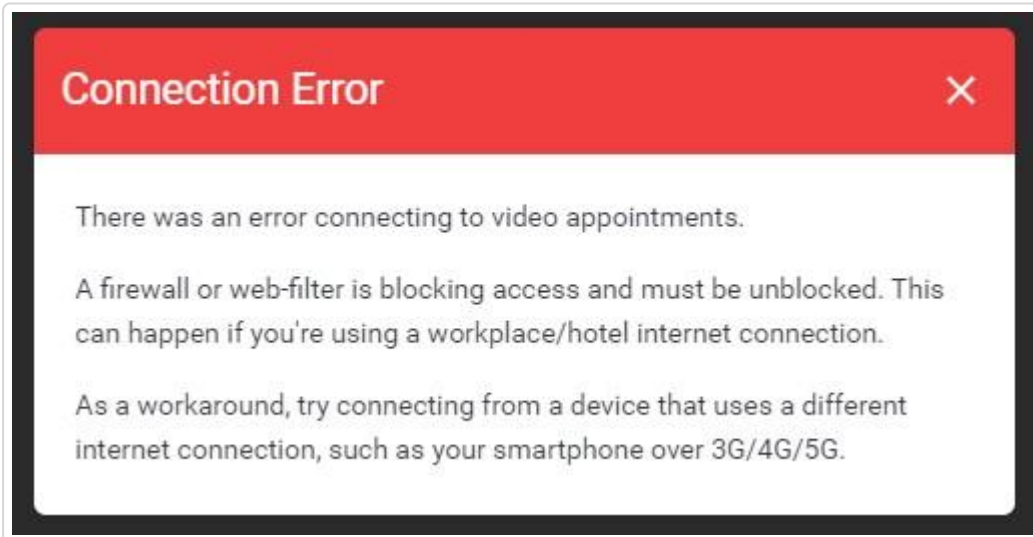 Connection Error
There was an error connecting to video appointments.
A firewall or web-filter is blocking access and must be unblocked. This
can happen if you're using a workplace/hotel internet connection.
As a workaround, try connecting from a device that uses a different
internet connection, such as your smartphone over 3G/4G/5G.